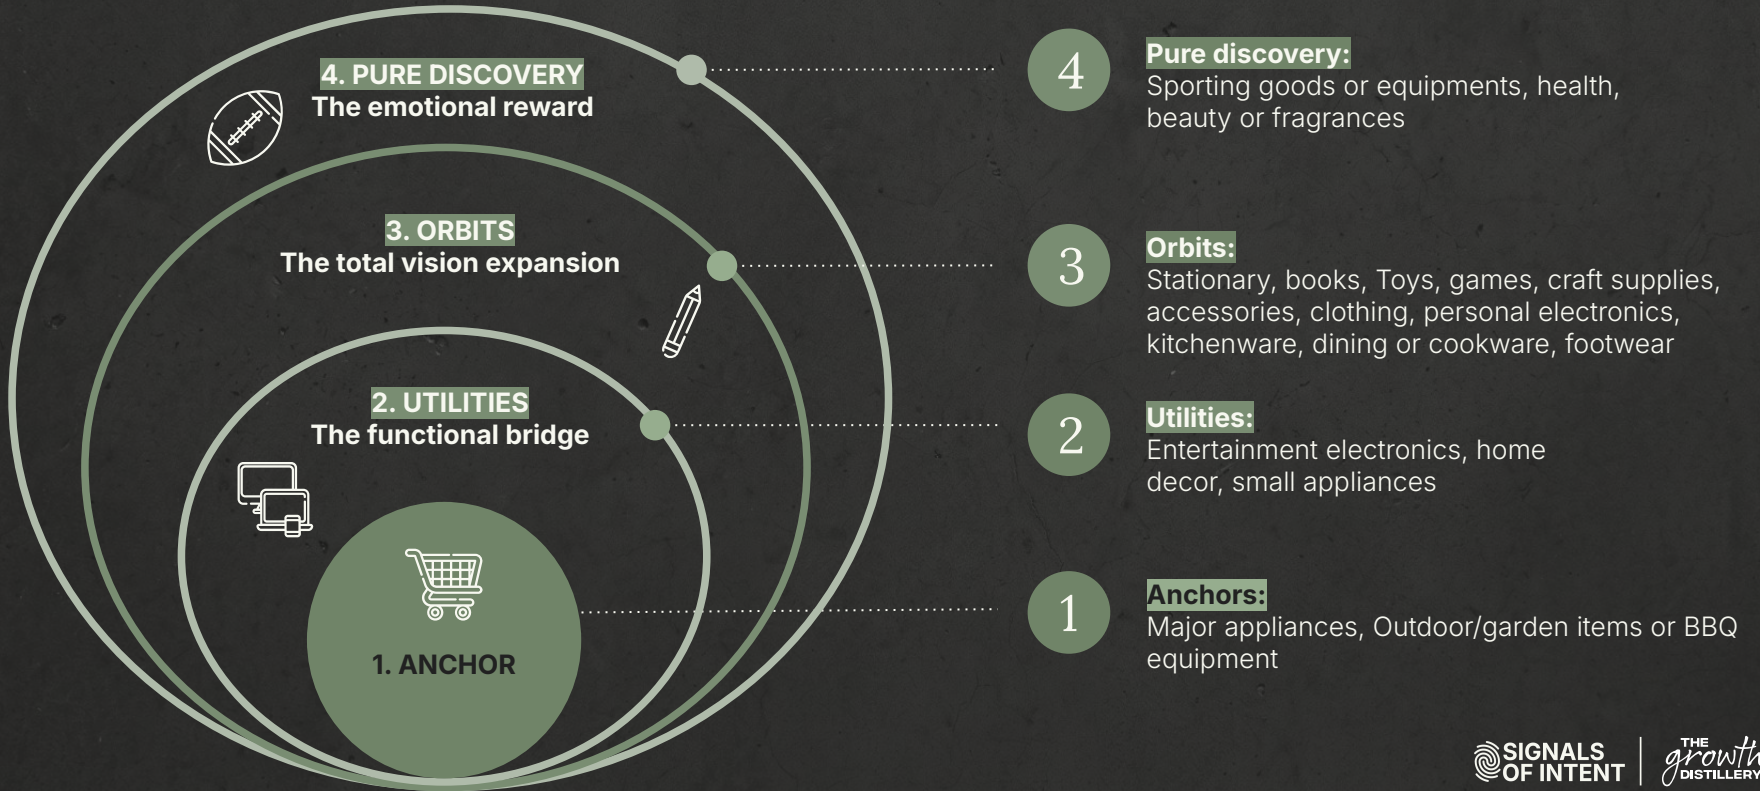 4. PURE DISCOVERY
The emotional reward
3. ORBITS
The total vision expansion
2. UTILITIES
The functional bridge
1. ANCHOR
4
Pure discovery:
Sporting goods or equipments, health,
beauty or fragrances
3
Orbits:
Stationary, books, Toys, games, craft supplies,
accessories, clothing, personal electronics,
kitchenware, dining or cookware, footwear
2
Utilities:
Entertainment electronics, home
decor, small appliances
1
Anchors:
Major appliances, Outdoor/garden items or BBQ
equipment
SIGNALS
OF INTENT
THE
growth
DISTILLERY